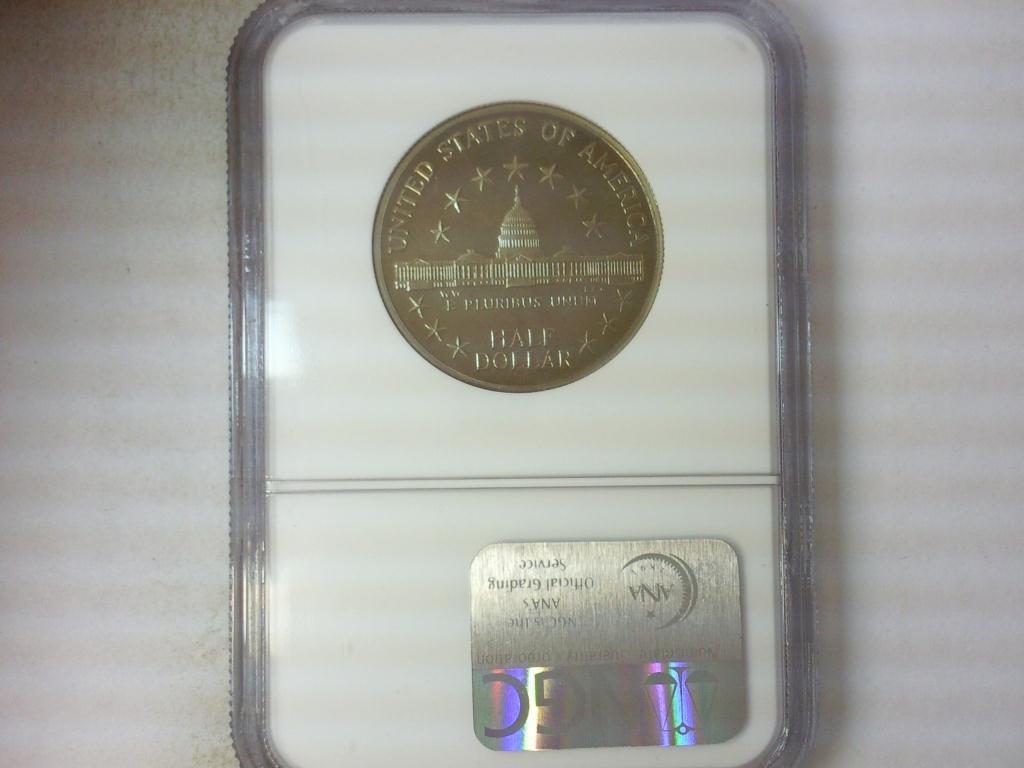 UNITED STATES OF AMERICA
E PLURIBUS UNUM
HALF
DOLLAR
NGC
Numismatic Guaranty Corporation
NGC is the
ANA's
Official Grading
Service
ANA